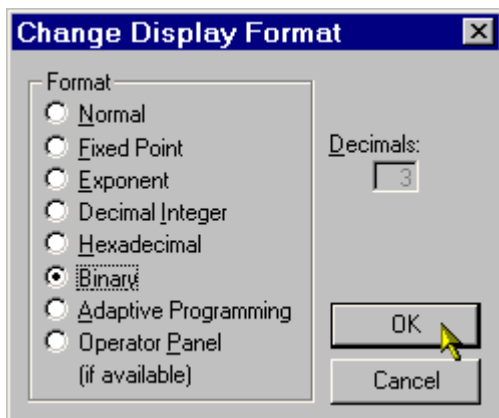 Change Display Format
Format
Normal
Fixed Point
Exponent
Decimal Integer
Hexadecimal
Binary
Adaptive Programming
Operator Panel
(if available)
Decimals:
3
OK
Cancel